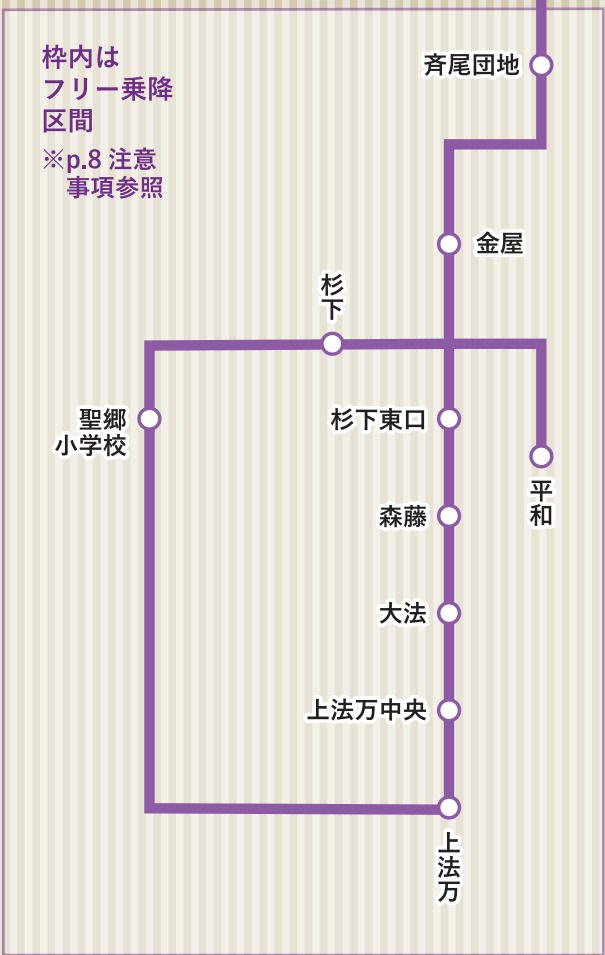 枠内は
フリー乗降
区間
※p.8 注意
事項参照
斉尾団地
金屋
杉下
聖郷
小学校
杉下東口
平和
森藤
大法
上法万中央
上法万